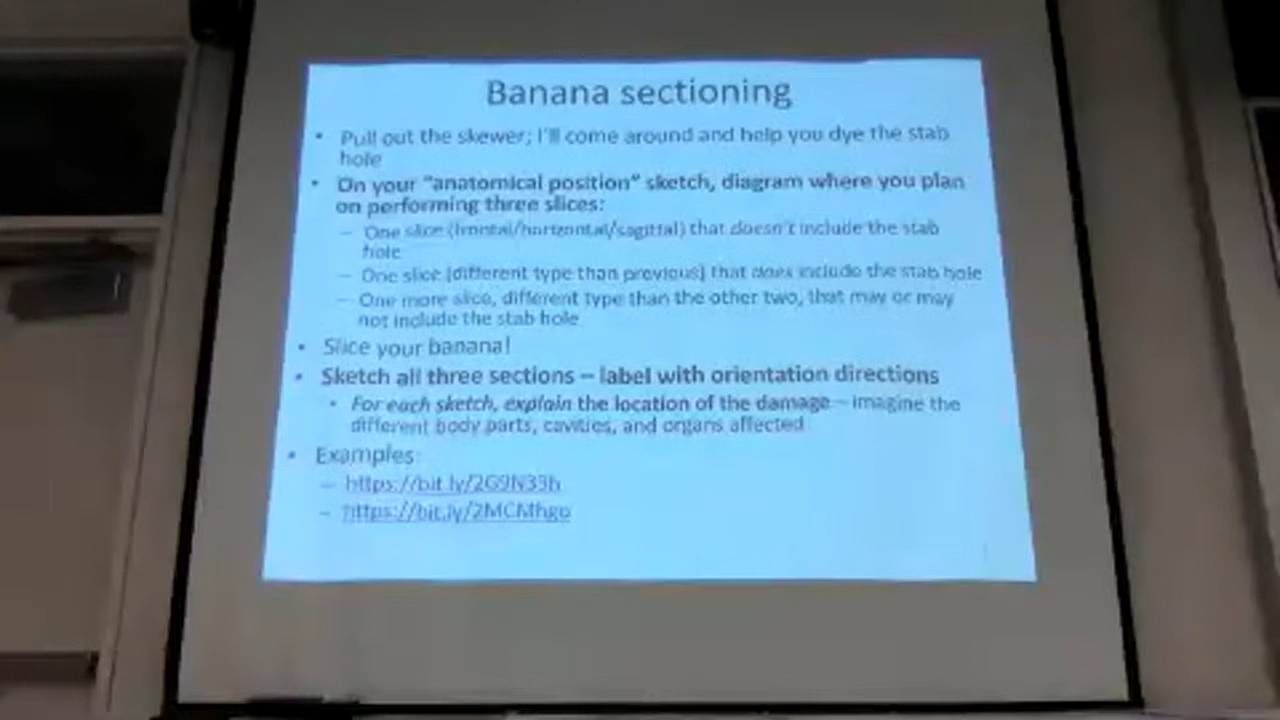 Banana sectioning
• Pull out the skewer; I'll come around and help you dye the stab
hole
• On your "anatomical position" sketch, diagram where you plan
on performing three slices:
– One slice (frontal/horizontal/sagittal) that doesn't include the stab
hole
– One slice (different type than previous) that does include the stab hole
– One more slice, different type than the other two, that may or may
not include the stab hole
• Slice your banana!
• Sketch all three sections – label with orientation directions
• For each sketch, explain the location of the damage – imagine the
different body parts, cavities, and organs affected
• Examples:
– https://bit.ly/2G9N33h
– https://bit.ly/2MCMhgo